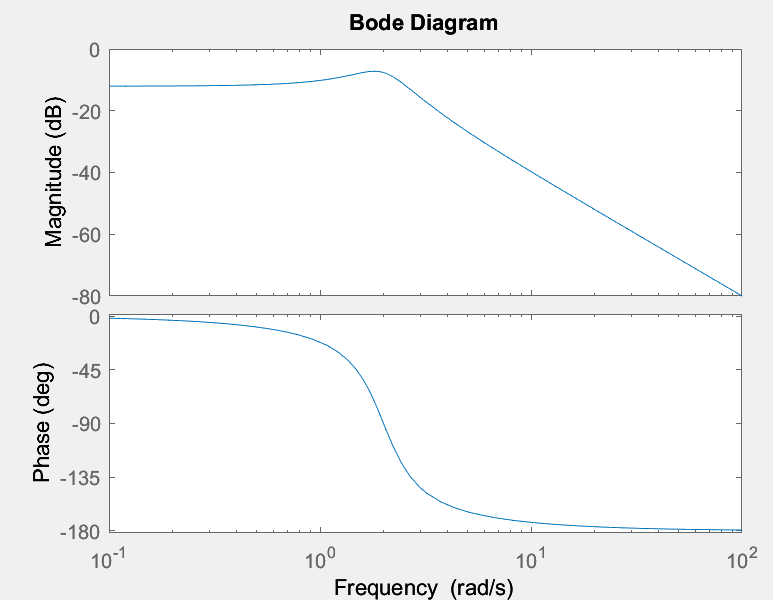 Bode Diagram
Magnitude (dB)
0
-20
-40
-60
-80
Phase (deg)
0
-45
-90
-135
-180
10^-1 10^0 10^1 10^2
Frequency (rad/s)